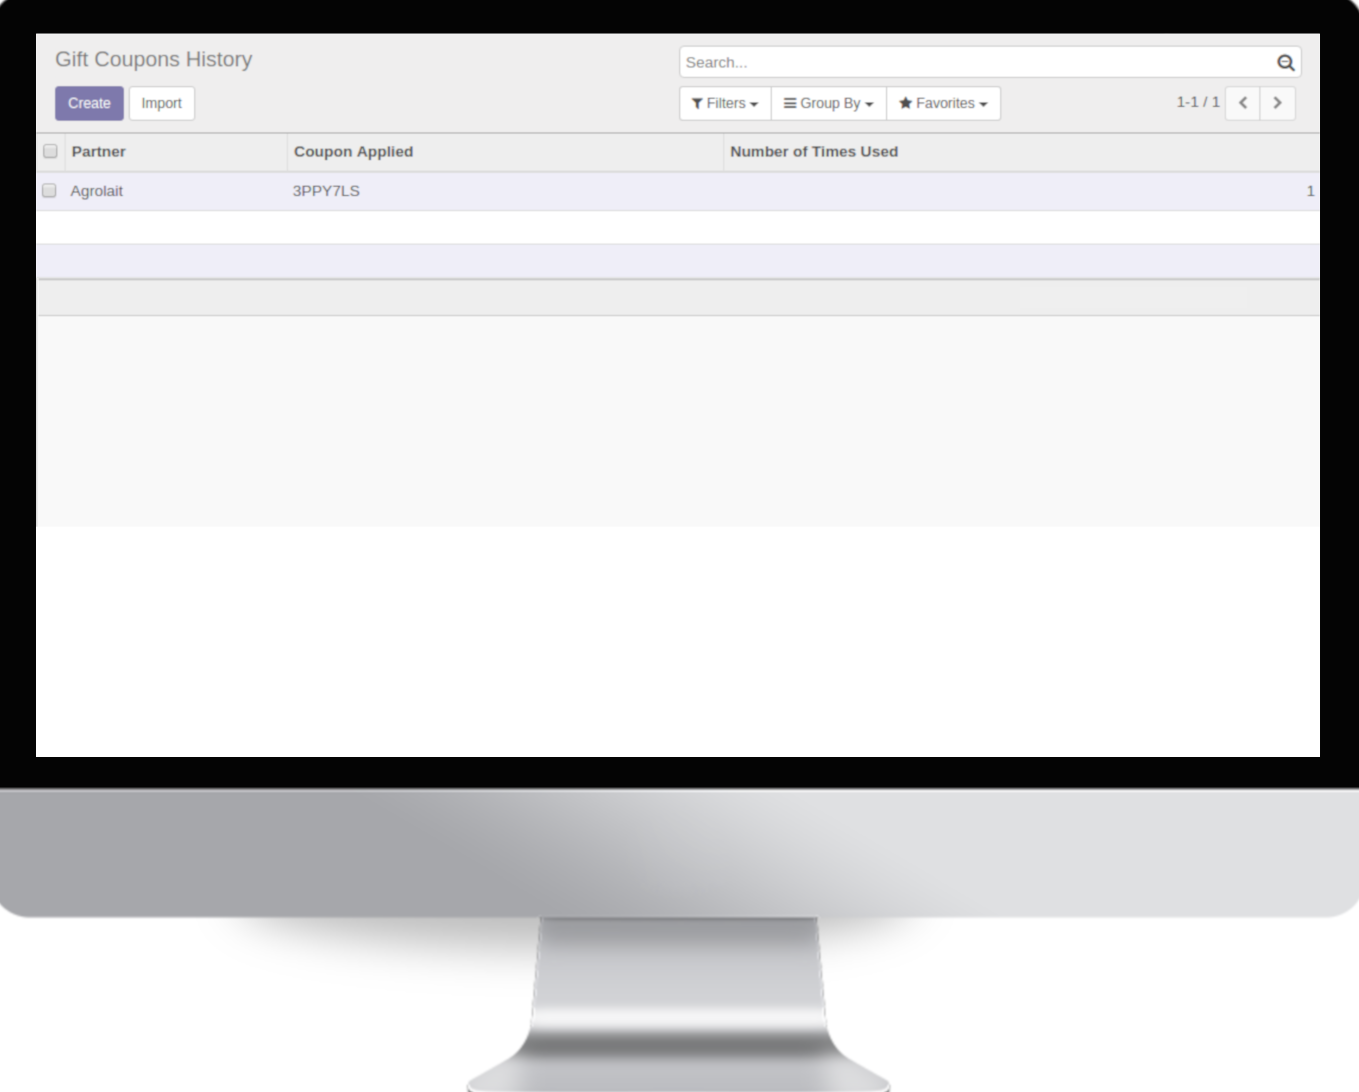 Gift Coupons History
Search...
Create Import
Filters Group By Favorites 1-1 / 1
Partner Coupon Applied Number of Times Used
Agrolait 3PPY7LS 1